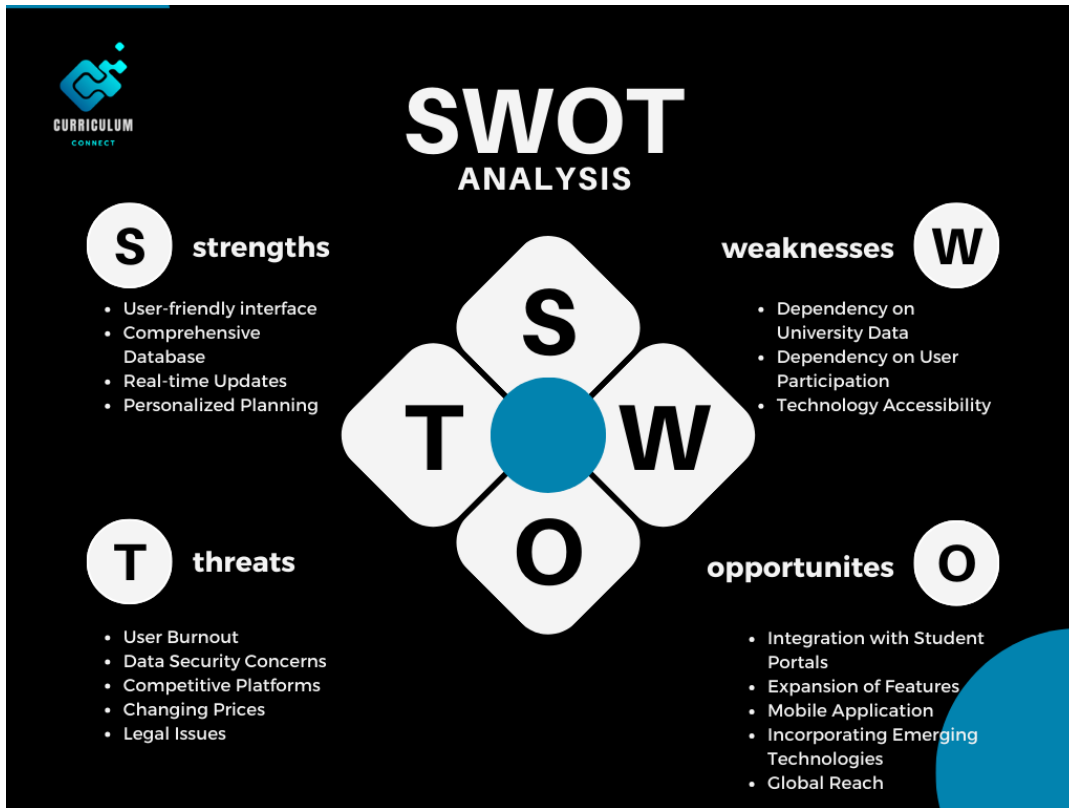 CURRICULUM
CONNECT
SWOT
ANALYSIS
S
strengths
User-friendly interface
Comprehensive
Database
Real-time Updates
Personalized Planning
weaknesses
W
Dependency on
University Data
Dependency on User
Participation
Technology Accessibility
S
T
W
O
T
threats
User Burnout
Data Security Concerns
Competitive Platforms
Changing Prices
Legal Issues
opportunites
O
Integration with Student
Portals
Expansion of Features
Mobile Application
Incorporating Emerging
Technologies
Global Reach